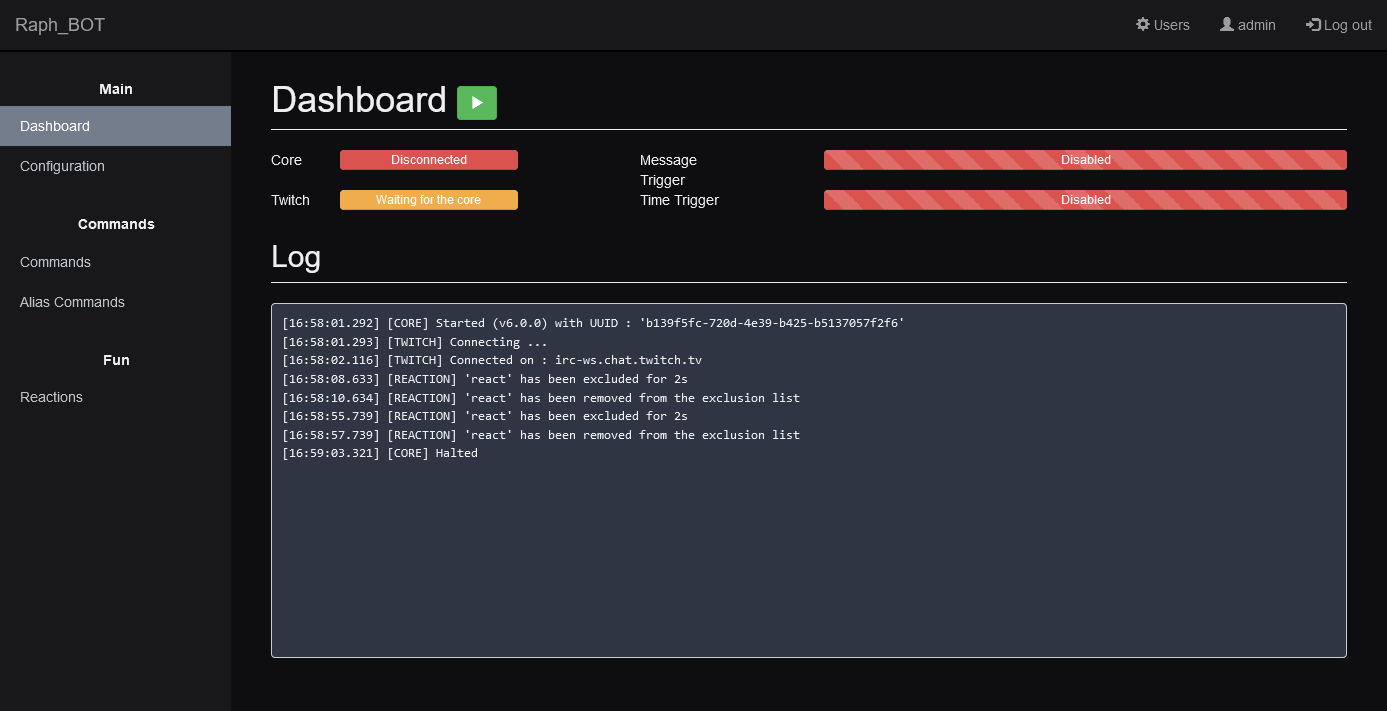 Raph_BOT
Users
admin
Log out
Main
Dashboard
Configuration
Commands
Commands
Alias Commands
Fun
Reactions
Dashboard
Core
Disconnected
Twitch
Waiting for the core
Message
Trigger
Disabled
Time Trigger
Disabled
Log
[16:58:01.292] [CORE] Started (v6.0.0) with UUID : 'b139f5fc-720d-4e39-b425-b5137057f2f6'
[16:58:01.293] [TWITCH] Connecting ...
[16:58:02.116] [TWITCH] Connected on : irc-ws.chat.twitch.tv
[16:58:08.633] [REACTION] 'react' has been excluded for 2s
[16:58:10.634] [REACTION] 'react' has been removed from the exclusion list
[16:58:55.739] [REACTION] 'react' has been excluded for 2s
[16:58:57.739] [REACTION] 'react' has been removed from the exclusion list
[16:59:03.321] [CORE] Halted